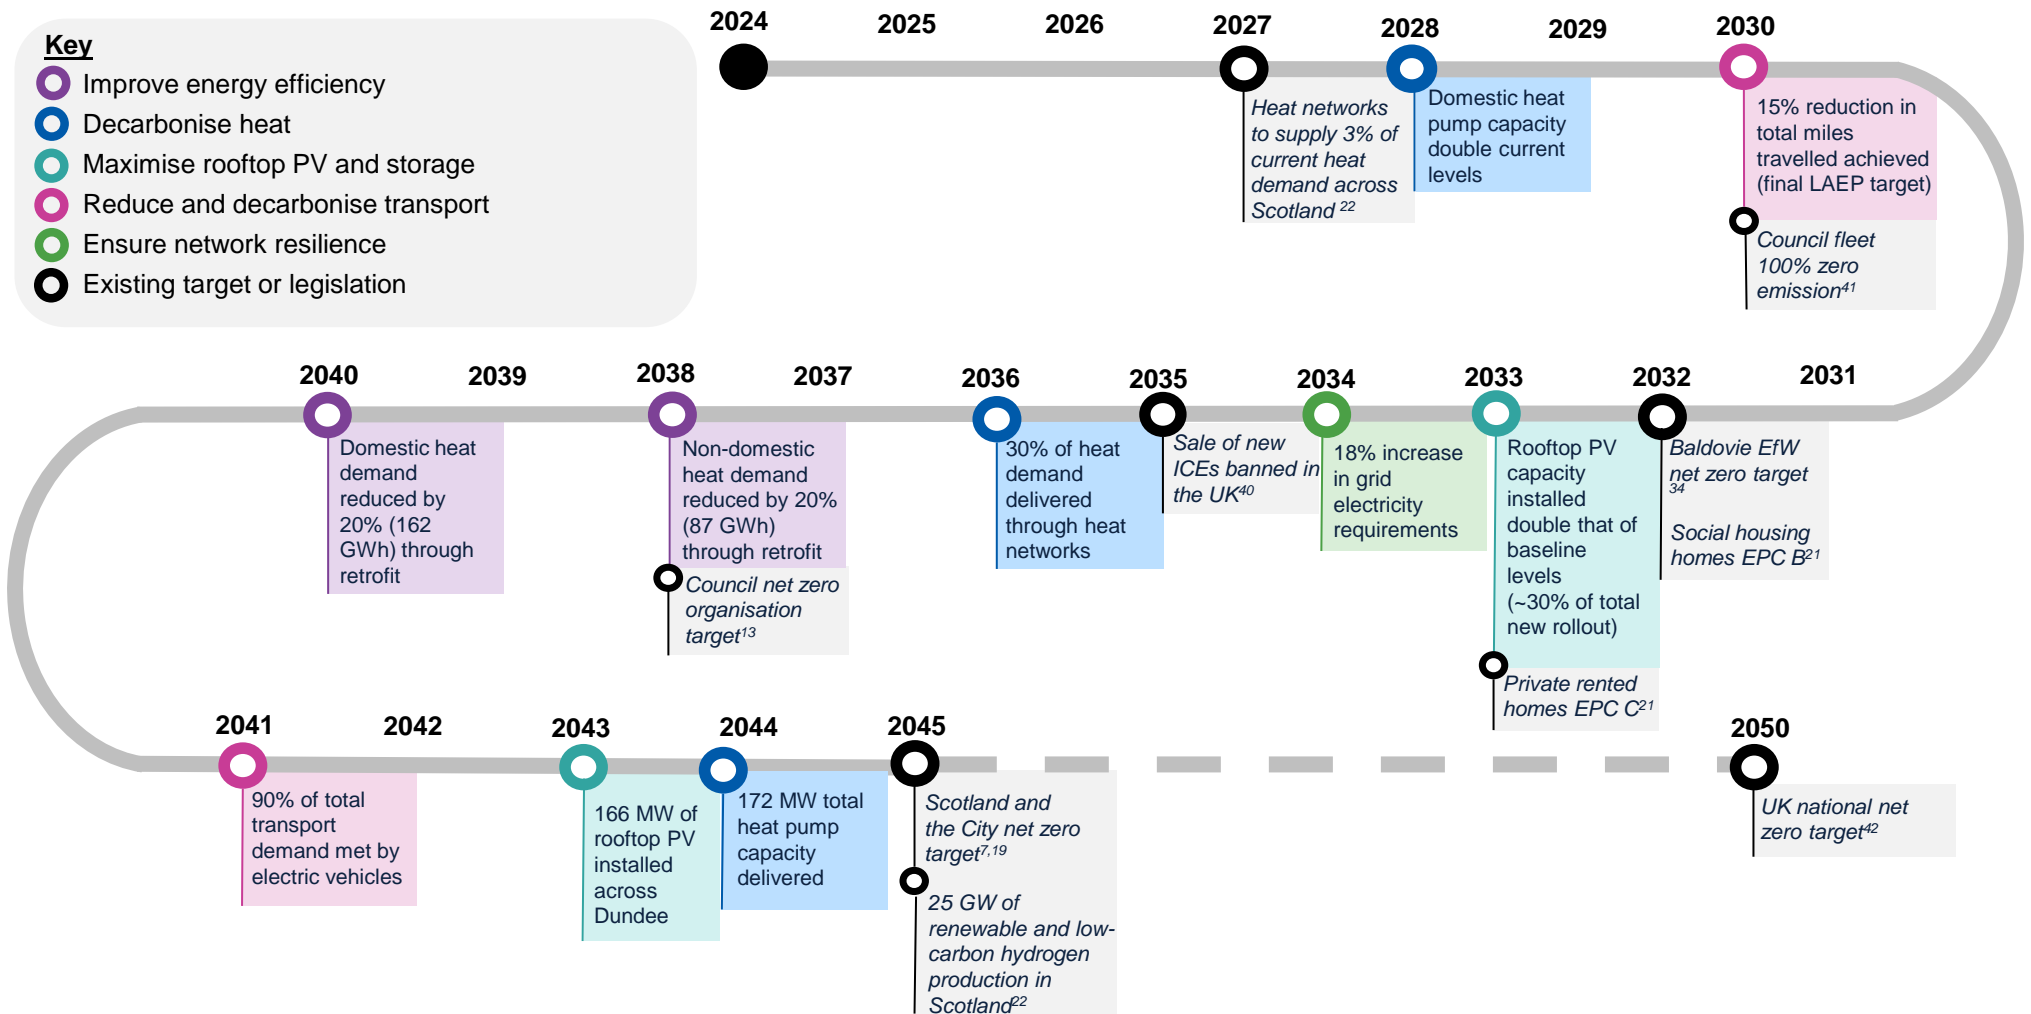 Key
Improve energy efficiency
Decarbonise heat
Maximise rooftop PV and storage
Reduce and decarbonise transport
Ensure network resilience
Existing target or legislation
2024
2025
2026
2027
2028
2029
2030
Heat networks
to supply 3% of
current heat
demand across
Scotland 22
Domestic heat
pump capacity
double current
levels
15% reduction in
total miles
travelled achieved
(final LAEP target)
Council fleet
100% zero
emission41
2040
2039
2038
2037
2036
2035
2034
2033
2032
2031
Domestic heat
demand
reduced by
20% (162
GWh) through
retrofit
Non-domestic
heat demand
reduced by 20%
(87 GWh)
through retrofit
Council net zero
organisation
target13
30% of heat
demand
delivered
through heat
networks
Sale of new
ICEs banned in
the UK40
18% increase
in grid
electricity
requirements
Rooftop PV
capacity
installed
double that of
baseline
levels
(~30% of total
new rollout)
Private rented
homes EPC C21
Baldovie EfW
net zero target
34
Social housing
homes EPC B21
2041
2042
2043
2044
2045
2050
90% of total
transport
demand met by
electric vehicles
166 MW of
rooftop PV
installed
across
Dundee
172 MW total
heat pump
capacity
delivered
Scotland and
the City net zero
target7,19
25 GW of
renewable and low-
carbon hydrogen
production in
Scotland22
UK national net
zero target42